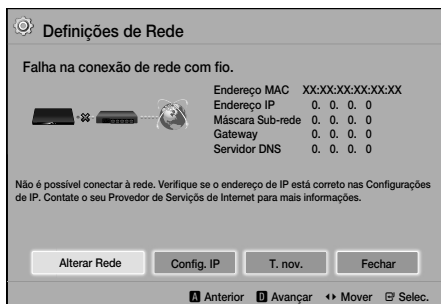 Definições de Rede
Falha na conexão de rede com fio.
Endereço MAC XX:XX:XX:XX:XX:XX
Endereço IP 0. 0. 0. 0
Máscara Sub-rede 0. 0. 0. 0
Gateway 0. 0. 0. 0
Servidor DNS 0. 0. 0. 0
Não é possível conectar à rede. Verifique se o endereço de IP está correto nas Configurações
de IP. Contate o seu Provedor de Serviçõs de Internet para mais informações.
Alterar Rede Config. IP T. nov. Fechar
A Anterior D Avançar Mover Selec.